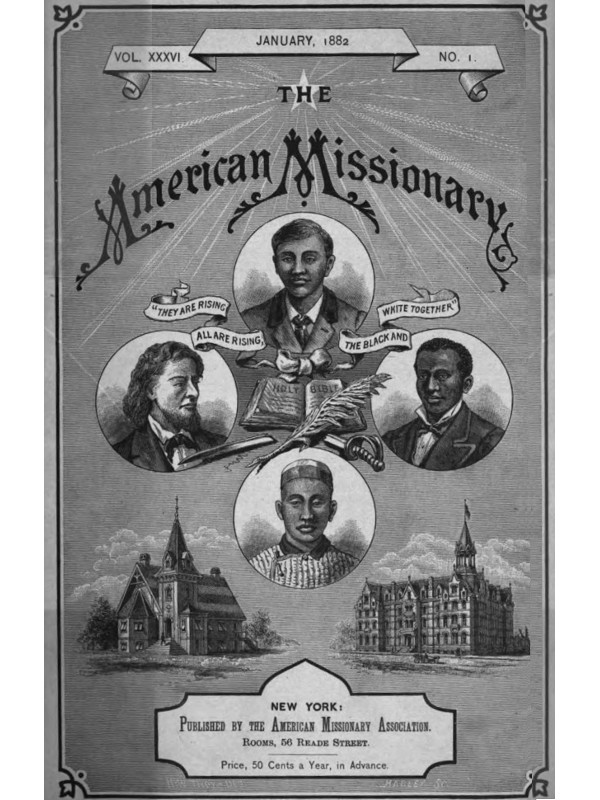 JANUARY, 1882
VOL. XXXVI.
NO. 1.
THE
American Missionary
"THEY ARE RISING
ALL ARE RISING,
THE BLACK AND
WHITE TOGETHER"
HOLY BIBLE
NEW YORK:
PUBLISHED BY THE AMERICAN MISSIONARY ASSOCIATION.
ROOMS, 56 READE STREET.
Price, 50 Cents a Year, in Advance.